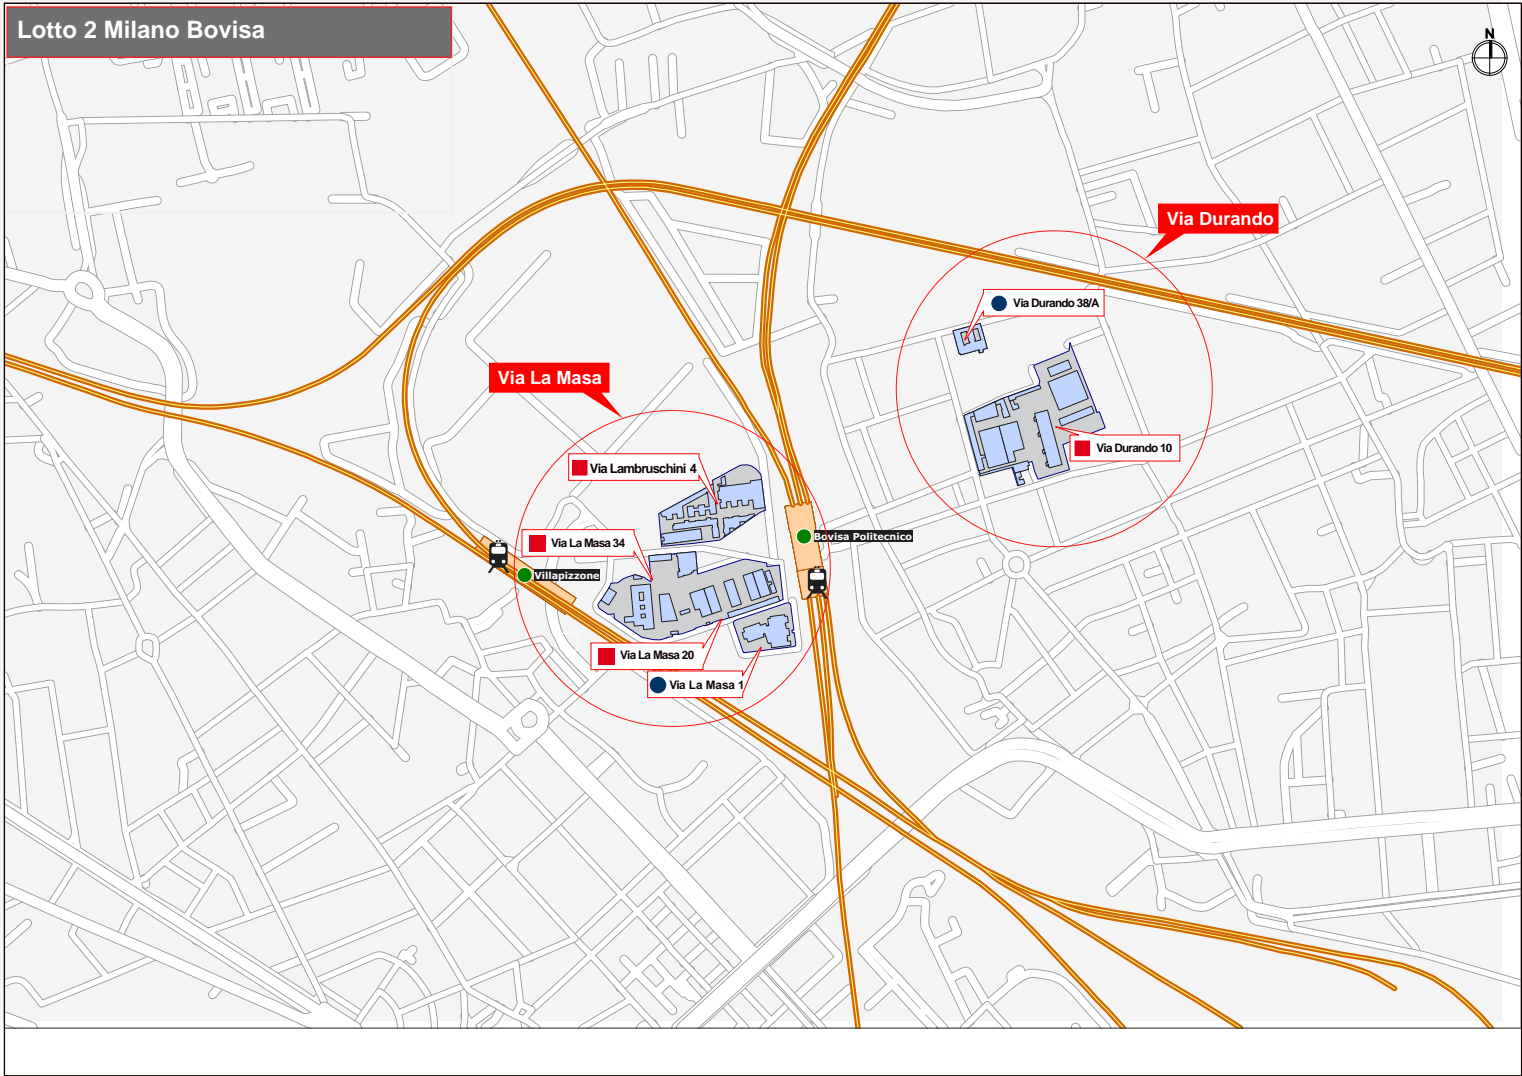 Lotto 2 Milano Bovisa
N
Via Durando
Via Durando 38/A
Via La Masa
Via Durando 10
Via Lambruschini 4
Bovisa Politecnico
Via La Masa 34
Villapizzone
Via La Masa 20
Via La Masa 1